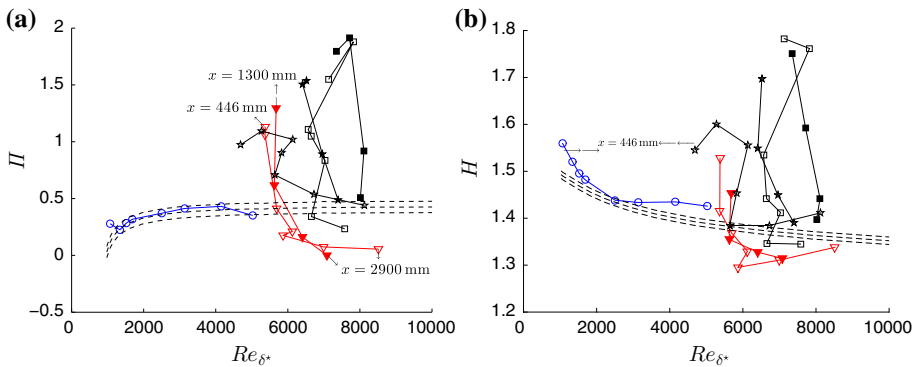 (a)
2
1.5
1
0.5
0
−0.5
Π
x = 1300 mm
x = 446 mm
x = 2900 mm
0 2000 4000 6000 8000 10000
Re_δ⋆
(b)
1.8
1.7
1.6
1.5
1.4
1.3
1.2
H
x = 446 mm
0 2000 4000 6000 8000 10000
Re_δ⋆